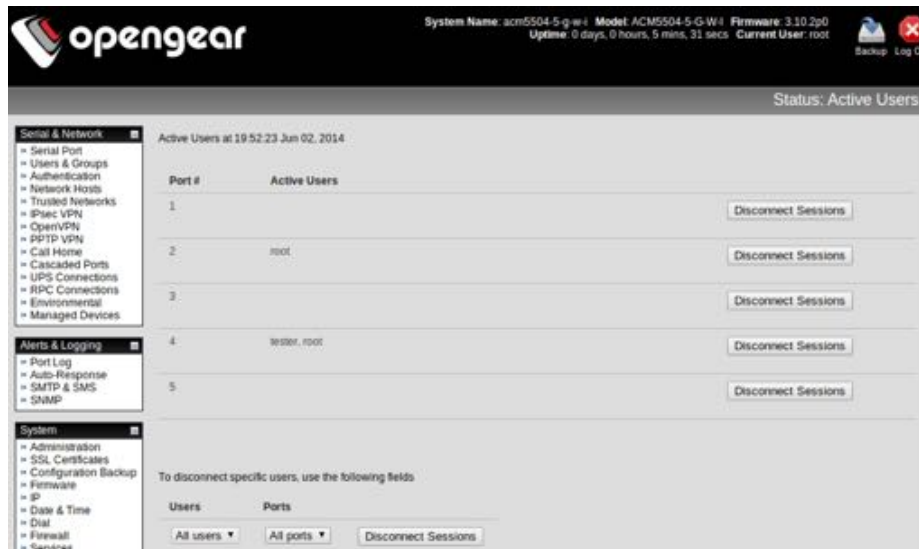 opengear
System Name: acm5504-5-g-w-i Model: ACM5504-5-G-W-I Firmware: 3.10.2p0
Uptime: 0 days, 0 hours, 5 mins, 31 secs Current User: root
Backup
Log
Status: Active Users
Serial & Network
» Serial Port
» Users & Groups
» Authentication
» Network Hosts
» Trusted Networks
» IPsec VPN
» OpenVPN
» PPTP VPN
» Call Home
» Cascaded Ports
» UPS Connections
» RPC Connections
» Environmental
» Managed Devices
Alerts & Logging
» Port Log
» Auto-Response
» SMTP & SMS
» SNMP
System
» Administration
» SSL Certificates
» Configuration Backup
» Firmware
» IP
» Date & Time
» Dial
» Firewall
» Services
Active Users at 19:52:23 Jun 02, 2014
Port # Active Users
1 Disconnect Sessions
2 root Disconnect Sessions
3 Disconnect Sessions
4 tester, root Disconnect Sessions
5 Disconnect Sessions
To disconnect specific users, use the following fields
Users Ports
All users All ports Disconnect Sessions